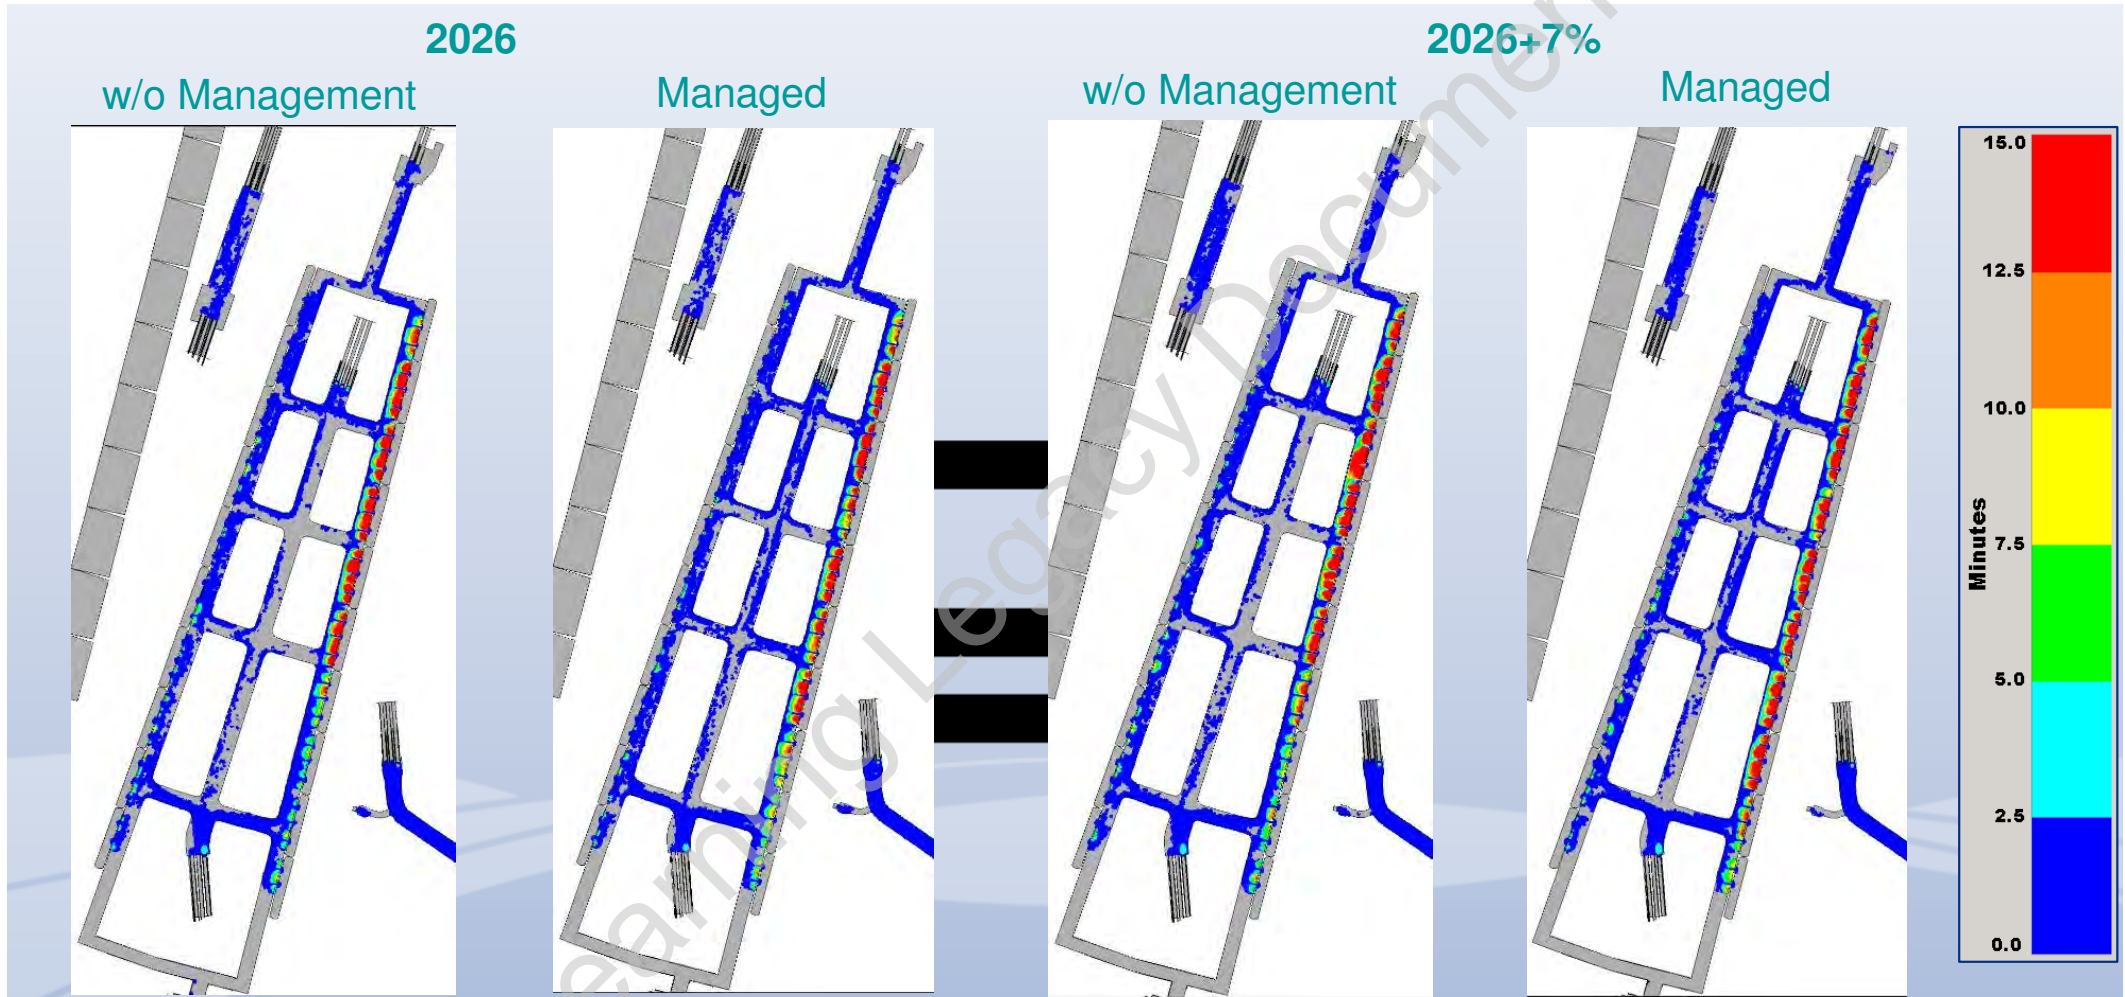 2026
2026+7%
w/o Management
Managed
w/o Management
Managed
15.0
12.5
10.0
7.5
5.0
2.5
0.0
Minutes
Learning Legacy Document